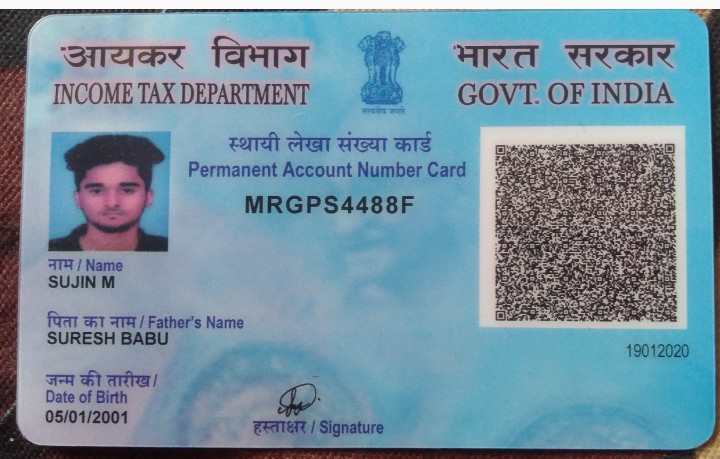 आयकर विभाग
INCOME TAX DEPARTMENT
सत्यमेव जयते
भारत सरकार
GOVT. OF INDIA
स्थायी लेखा संख्या कार्ड
Permanent Account Number Card
MRGPS4488F
नाम / Name
SUJIN M
पिता का नाम / Father's Name
SURESH BABU
जन्म की तारीख /
Date of Birth
05/01/2001
हस्ताक्षर / Signature
19012020